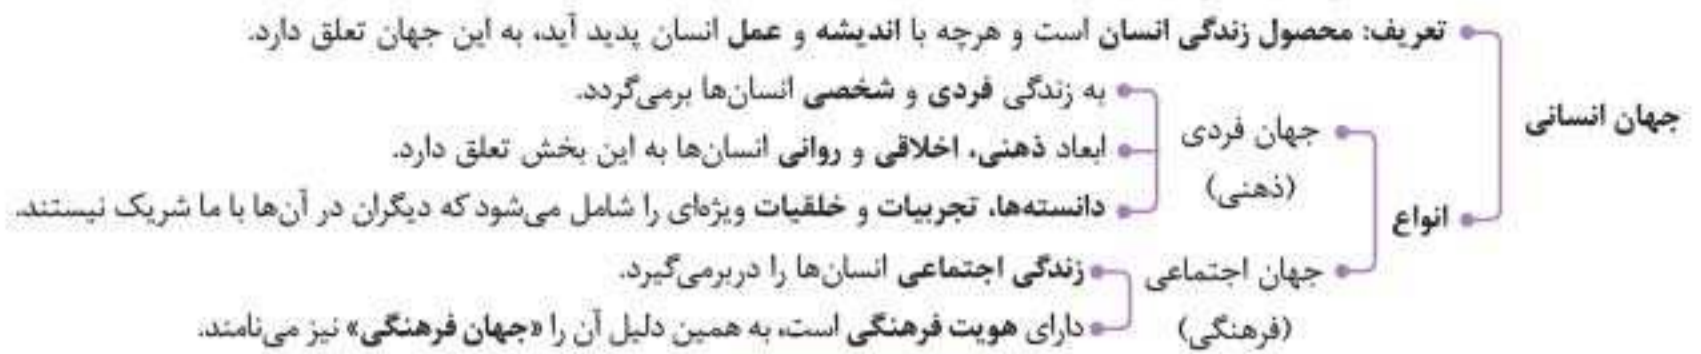 جهان انسانی
تعریف: محصول زندگی انسان است و هرچه با اندیشه و عمل انسان پدید آید، به این جهان تعلق دارد.
انواع
جهان فردی
(ذهنی)
به زندگی فردی و شخصی انسان‌ها برمی‌گردد.
ابعاد ذهنی، اخلاقی و روانی انسان‌ها به این بخش تعلق دارد.
دانسته‌ها، تجربیات و خلقیات ویژه‌ای را شامل می‌شود که دیگران در آن‌ها با ما شریک نیستند.
جهان اجتماعی
(فرهنگی)
زندگی اجتماعی انسان‌ها را دربرمی‌گیرد.
دارای هویت فرهنگی است، به همین دلیل آن را «جهان فرهنگی» نیز می‌نامند.